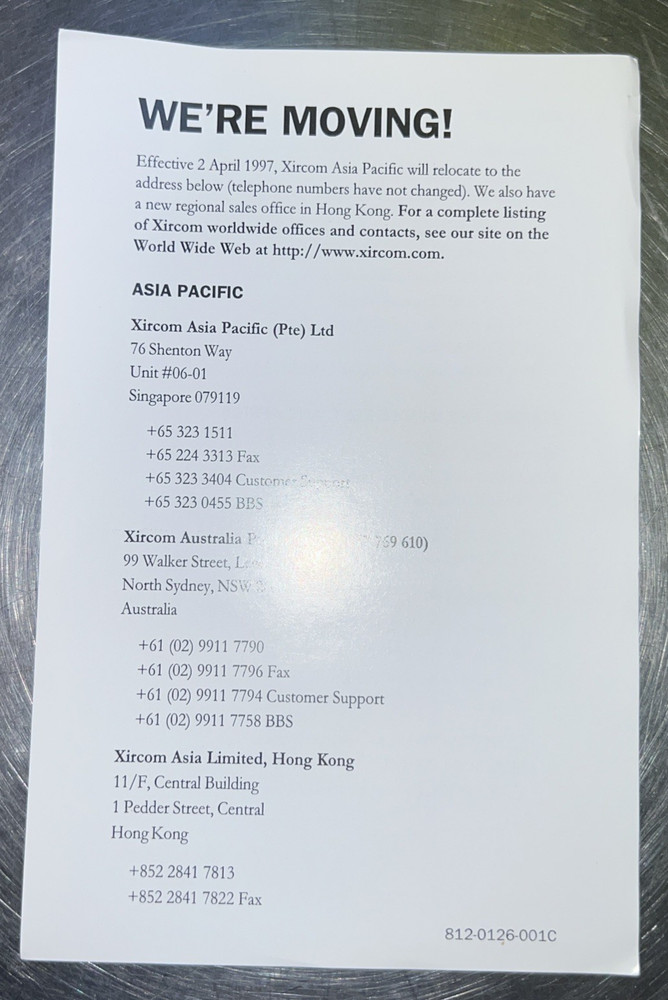 WE'RE MOVING!
Effective 2 April 1997, Xircom Asia Pacific will relocate to the
address below (telephone numbers have not changed). We also have
a new regional sales office in Hong Kong. For a complete listing
of Xircom worldwide offices and contacts, see our site on the
World Wide Web at http://www.xircom.com.
ASIA PACIFIC
Xircom Asia Pacific (Pte) Ltd
76 Shenton Way
Unit #06-01
Singapore 079119
+65 323 1511
+65 224 3313 Fax
+65 323 3404 Customer Support
+65 323 0455 BBS
Xircom Australia 769 610)
99 Walker Street,
North Sydney, NSW
Australia
+61 (02) 9911 7790
+61 (02) 9911 7796 Fax
+61 (02) 9911 7794 Customer Support
+61 (02) 9911 7758 BBS
Xircom Asia Limited, Hong Kong
11/F, Central Building
1 Pedder Street, Central
Hong Kong
+852 2841 7813
+852 2841 7822 Fax
812-0126-001C